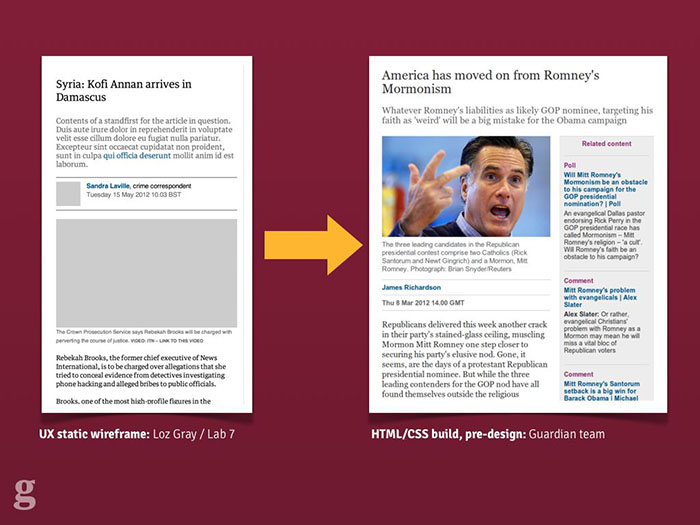 Syria: Kofi Annan arrives in
Damascus
Contents of a standfirst for the article in question.
Duis aute irure dolor in reprehenderit in voluptate
velit esse cillum dolore eu fugiat nulla pariatur.
Excepteur sint occaecat cupidatat non proident,
sunt in culpa qui officia deserunt mollit anim id est
laborum.
Sandra Laville, crime correspondent
Tuesday 15 May 2012 10.03 BST
The Crown Prosecution Service says Rebekah Brooks will be charged with
perverting the course of justice. VIDEO: ITN – LINK TO THIS VIDEO
Rebekah Brooks, the former chief executive of News
International, is to be charged over allegations that she
tried to conceal evidence from detectives investigating
phone hacking and alleged bribes to public officials.
Brooks, one of the most high-profile figures in the
UX static wireframe: Loz Gray / Lab 7
America has moved on from Romney's
Mormonism
Whatever Romney's liabilities as likely GOP nominee, targeting his
faith as 'weird' will be a big mistake for the Obama campaign
The three leading candidates in the Republican
presidential contest comprise two Catholics (Rick
Santorum and Newt Gingrich) and a Mormon, Mitt
Romney. Photograph: Brian Snyder/Reuters
James Richardson
Thu 8 Mar 2012 14.00 GMT
Republicans delivered this week another crack
in their party's stained-glass ceiling, muscling
Mormon Mitt Romney one step closer to
securing his party's elusive nod. Gone, it
seems, are the days of a protestant Republican
presidential nominee. But while the three
leading contenders for the GOP nod have all
found themselves outside the religious
Related content
Poll
Will Mitt Romney's
Mormonism be an obstacle
to his campaign for the
GOP presidential
nomination? | Poll
An evangelical Dallas pastor
endorsing Rick Perry in the
GOP presidential race has
called Mormonism – Mitt
Romney's religion – 'a cult'.
Will Romney's faith be an
obstacle to his campaign?
Comment
Mitt Romney's problem
with evangelicals | Alex
Slater
Alex Slater: Or rather,
evangelical Christians'
problem with Romney as a
Mormon may mean he will
miss a vital bloc of
Republican voters
Comment
Mitt Romney's Santorum
setback is a big win for
Barack Obama | Michael
HTML/CSS build, pre-design: Guardian team
g